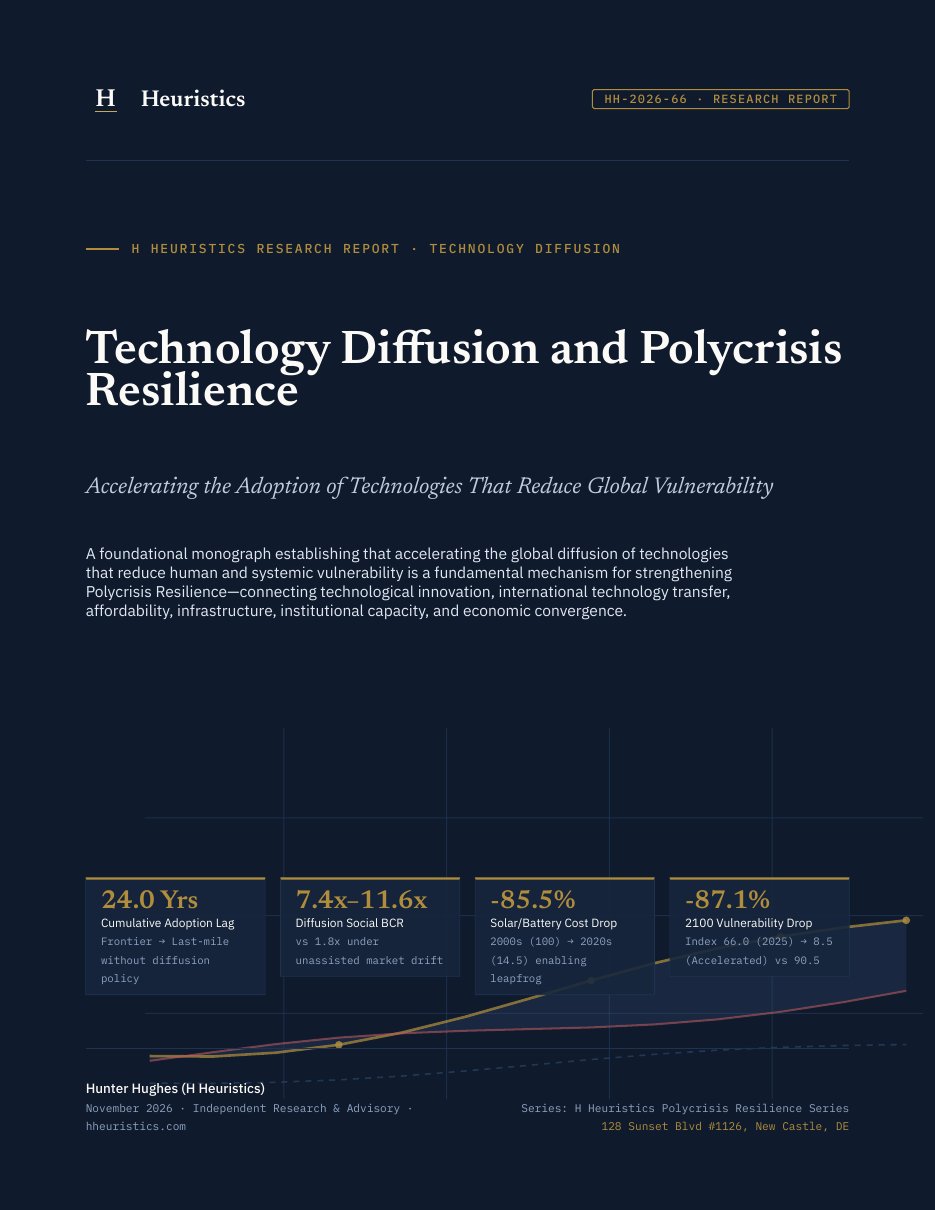 H Heuristics
HH-2026-66 · RESEARCH REPORT
H HEURISTICS RESEARCH REPORT · TECHNOLOGY DIFFUSION
Technology Diffusion and Polycrisis
Resilience
Accelerating the Adoption of Technologies That Reduce Global Vulnerability
A foundational monograph establishing that accelerating the global diffusion of technologies
that reduce human and systemic vulnerability is a fundamental mechanism for strengthening
Polycrisis Resilience—connecting technological innovation, international technology transfer,
affordability, infrastructure, institutional capacity, and economic convergence.
24.0 Yrs
Cumulative Adoption Lag
Frontier → Last-mile
without diffusion
policy
7.4x–11.6x
Diffusion Social BCR
vs 1.8x under
unassisted market drift
-85.5%
Solar/Battery Cost Drop
2000s (100) → 2020s
(14.5) enabling
leapfrog
-87.1%
2100 Vulnerability Drop
Index 66.0 (2025) → 8.5
(Accelerated) vs 90.5
Hunter Hughes (H Heuristics)
November 2026 · Independent Research & Advisory ·
hheuristics.com
Series: H Heuristics Polycrisis Resilience Series
128 Sunset Blvd #1126, New Castle, DE